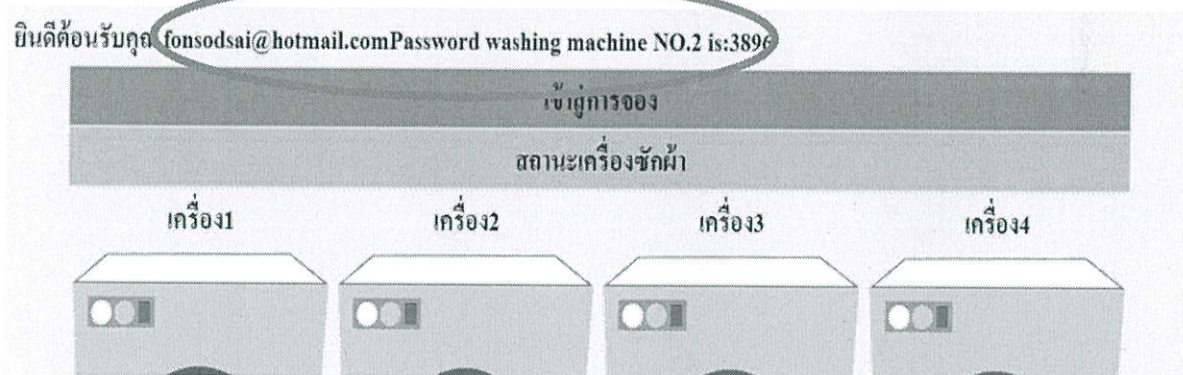 ยินดีต้อนรับคุณ fonsodsai@hotmail.comPassword washing machine NO.2 is:3896
เข้าสู่การจอง
สถานะเครื่องซักผ้า
เครื่อง1 เครื่อง2 เครื่อง3 เครื่อง4